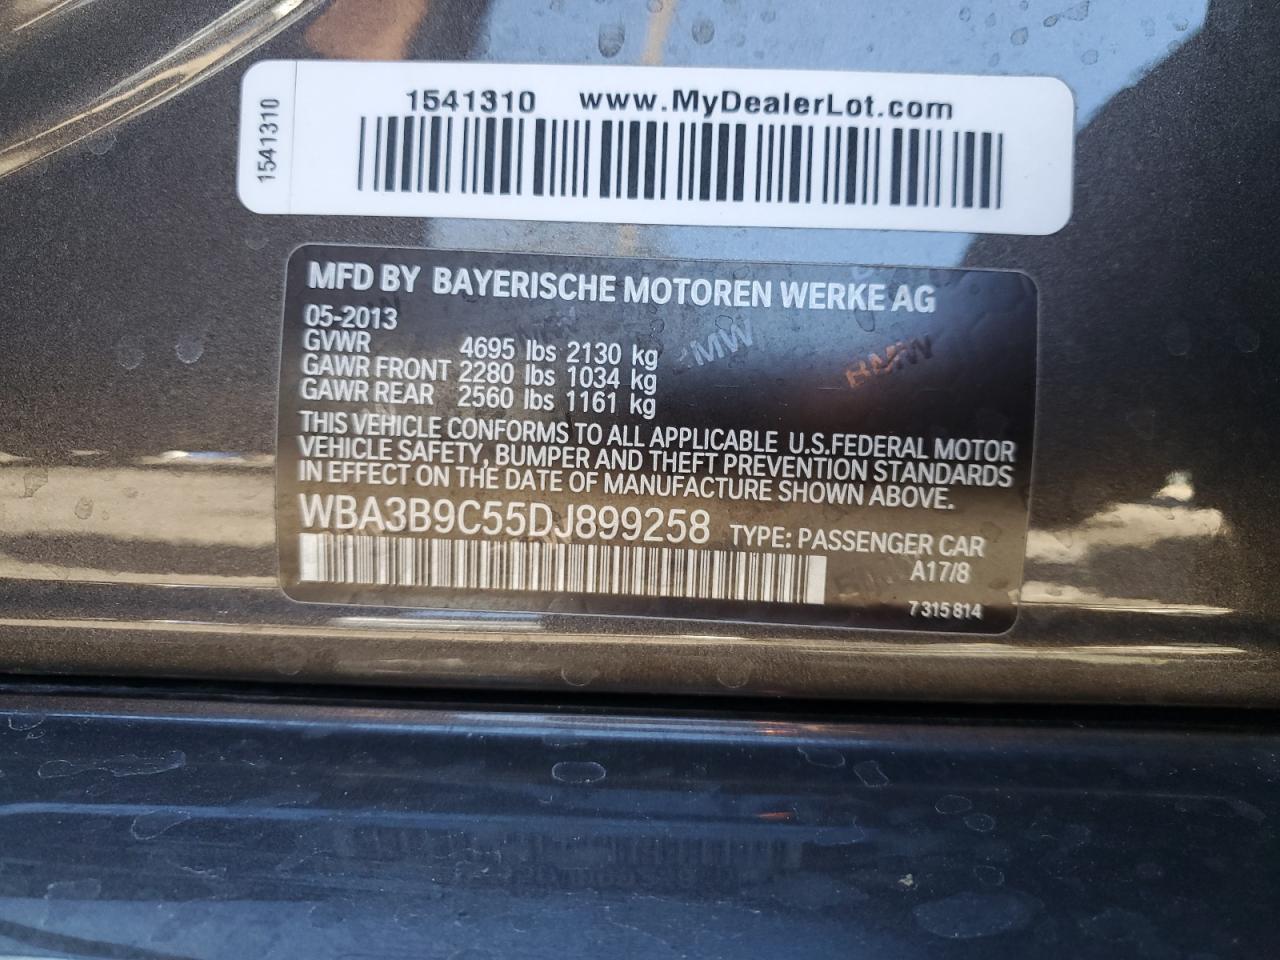 1541310
1541310 www.MyDealerLot.com
MFD BY BAYERISCHE MOTOREN WERKE AG
05-2013
GVWR 4695 lbs 2130 kg
GAWR FRONT 2280 lbs 1034 kg
GAWR REAR 2560 lbs 1161 kg
THIS VEHICLE CONFORMS TO ALL APPLICABLE U.S.FEDERAL MOTOR
VEHICLE SAFETY, BUMPER AND THEFT PREVENTION STANDARDS
IN EFFECT ON THE DATE OF MANUFACTURE SHOWN ABOVE.
WBA3B9C55DJ899258 TYPE: PASSENGER CAR
A17/8
7 315 814
BMW